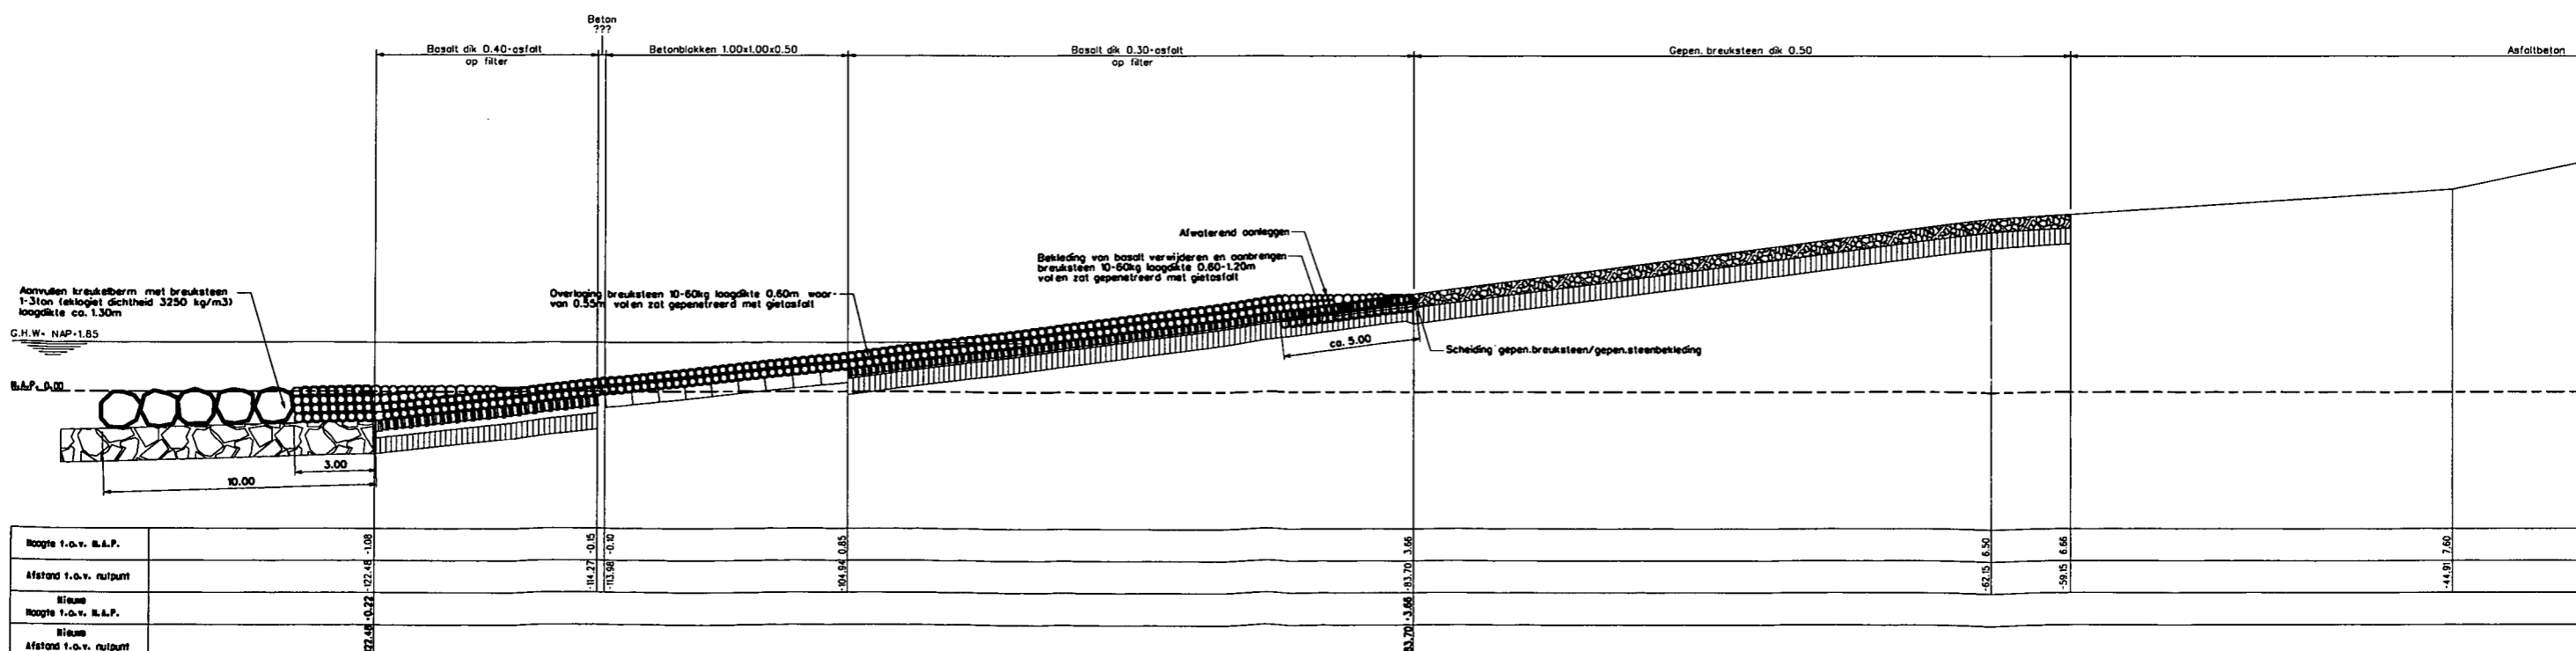 Beton
???
Basalt dik 0.40+asfalt
op filter
Betonblokken 1.00x1.00x0.50
Basalt dik 0.30+asfalt
op filter
Gepen. breuksteen dik 0.50
Asfaltbeton
Afwaterend aanleggen
Bekleding van basalt verwijderen en aanbrengen
breuksteen 10-60kg laagdikte 0.60-1.20m
vol en zat gepenetreerd met gietasfalt
Aanvullen kreukelberm met breuksteen
1-3ton (eklogiet dichtheid 3250 kg/m3)
laagdikte ca. 1.30m
Overlaging breuksteen 10-60kg laagdikte 0.60m waar-
van 0.55m vol en zat gepenetreerd met gietasfalt
G.H.W= NAP+1.85
N.A.P. 0.00
ca. 5.00
Scheiding gepen.breuksteen/gepen.steenbekleding
3.00
10.00
Hoogte t.o.v. N.A.P. -1.08 -0.15 -0.10 0.85 3.66 6.50 6.66 7.60
Afstand t.o.v. nulpunt -122.48 -114.27 -113.98 -104.94 -83.70 -62.15 -59.15 -44.91
Nieuwe
Hoogte t.o.v. N.A.P. +0.22 +3.66
Nieuwe
Afstand t.o.v. nulpunt 122.48 83.70